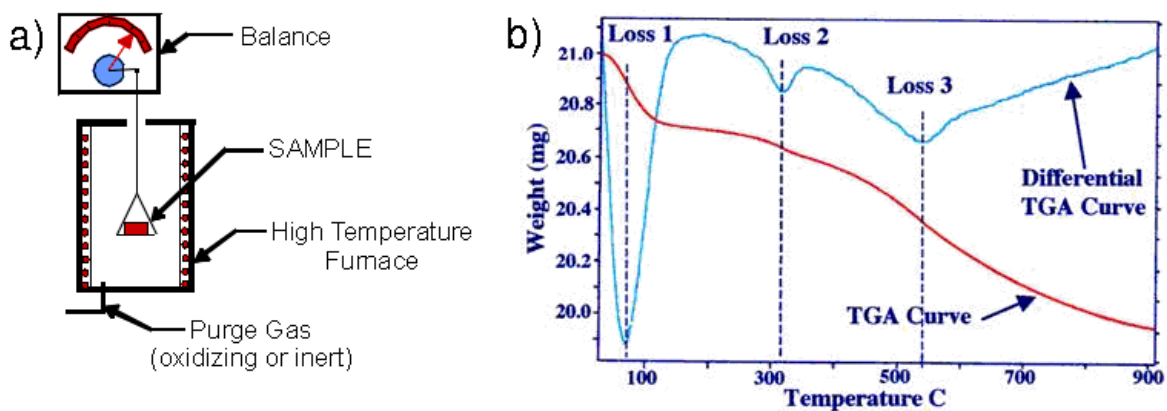 a)
Balance
SAMPLE
High Temperature
Furnace
Purge Gas
(oxidizing or inert)
b)
Loss 1
Loss 2
Loss 3
Differential
TGA Curve
TGA Curve
Weight (mg)
21.0
20.8
20.6
20.4
20.2
20.0
100
300
500
700
900
Temperature C